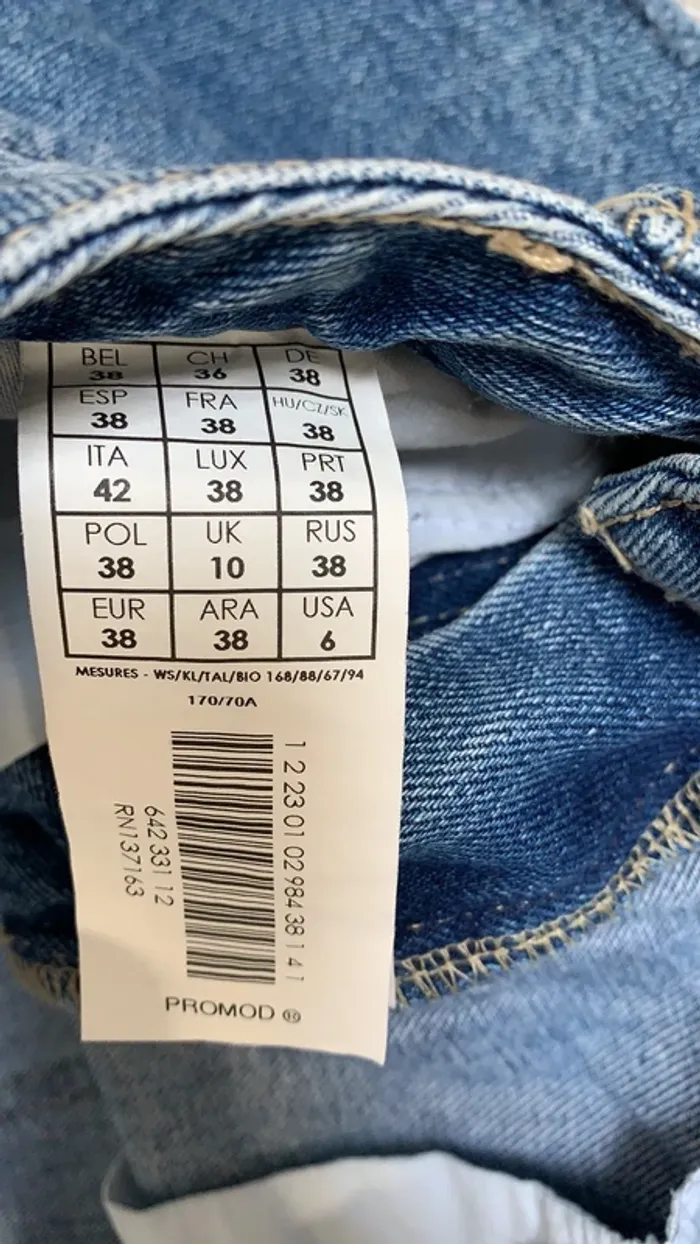 BEL CH DE
38 36 38
ESP FRA HU/CZ/SK
38 38 38
ITA LUX PRT
42 38 38
POL UK RUS
38 10 38
EUR ARA USA
38 38 6
MESURES - WS/KL/TAL/BIO 168/88/67/94
170/70A
1 2 23 01 02 984 38 1 4 1
642 331 12
RN137163
PROMOD ®